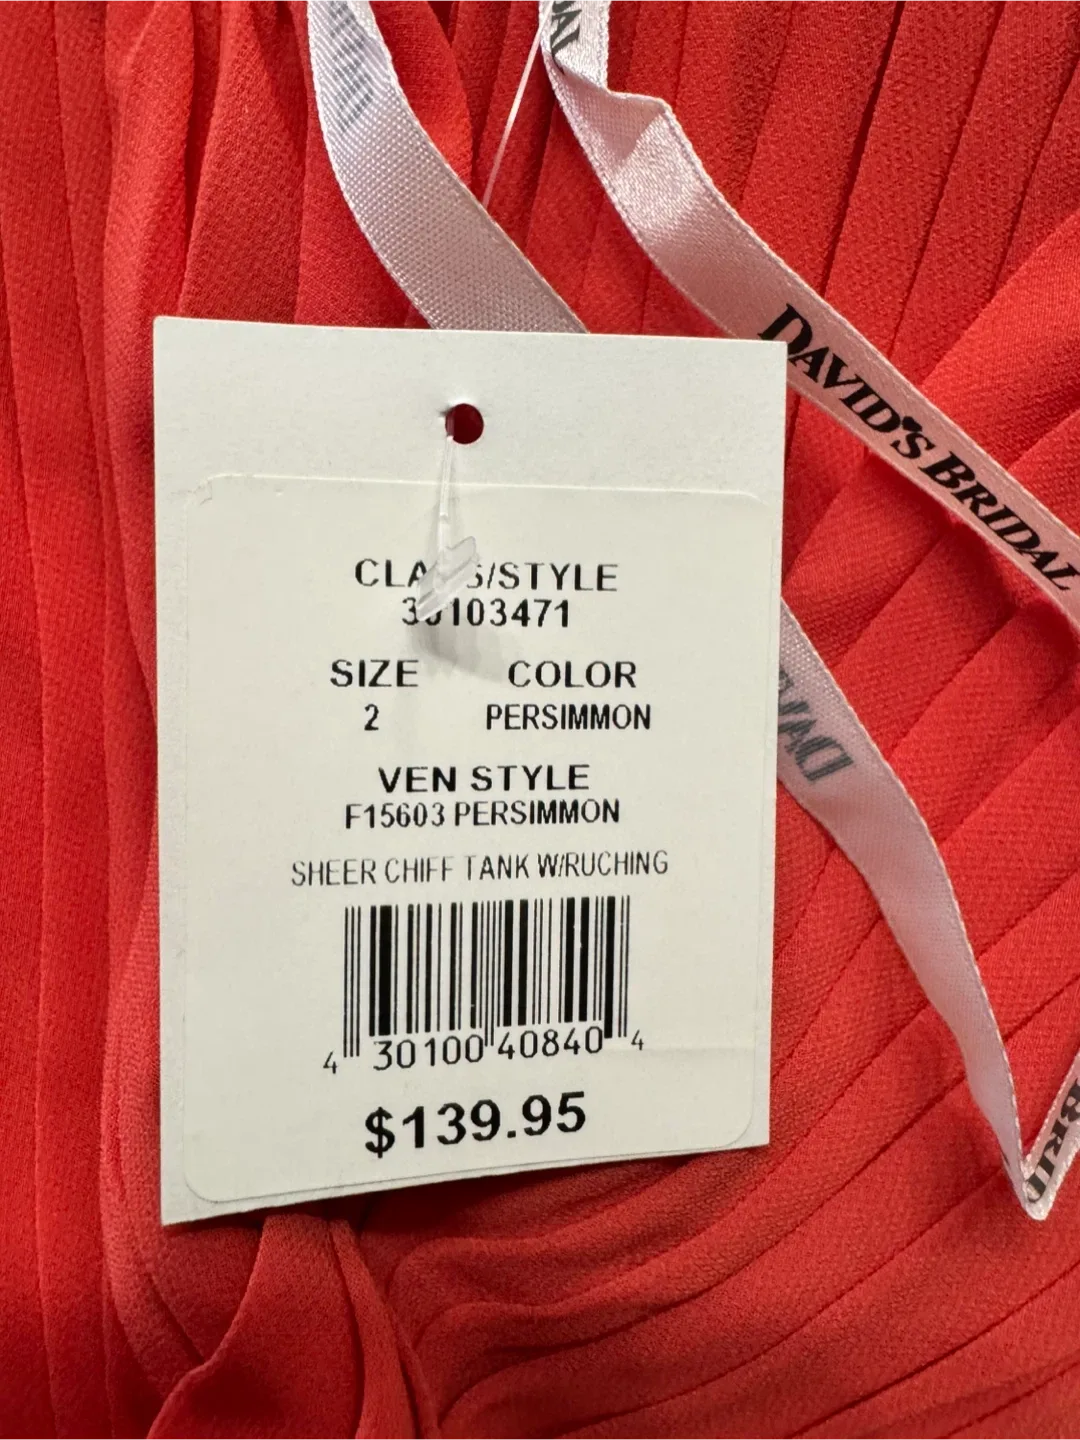 DAVID'S BRIDAL
CLASS/STYLE
30103471
SIZE COLOR
2 PERSIMMON
VEN STYLE
F15603 PERSIMMON
SHEER CHIFF TANK W/RUCHING
4 30100 40840 4
$139.95